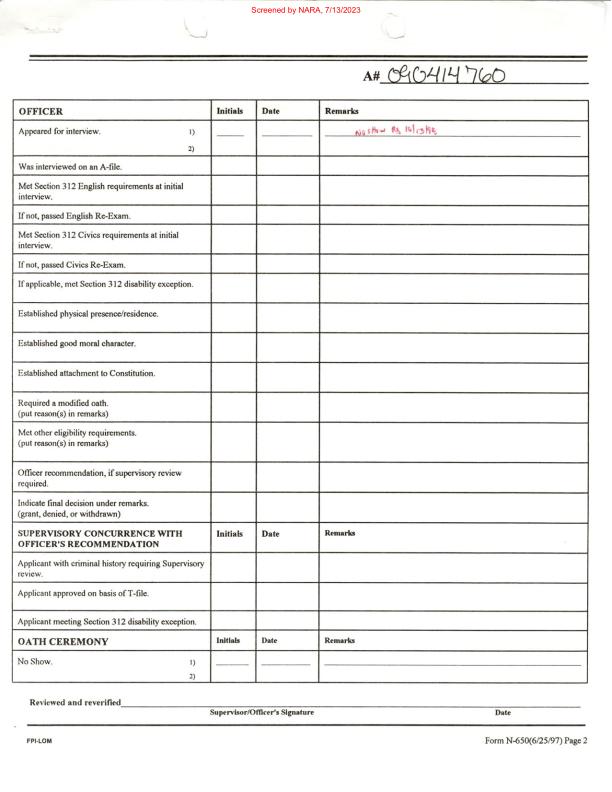 Screened by NARA, 7/13/2023
A# 090414760
OFFICER Initials Date Remarks
Appeared for interview. 1) No Show
2)
Was interviewed on an A-file.
Met Section 312 English requirements at initial
interview.
If not, passed English Re-Exam.
Met Section 312 Civics requirements at initial
interview.
If not, passed Civics Re-Exam.
If applicable, met Section 312 disability exception.
Established physical presence/residence.
Established good moral character.
Established attachment to Constitution.
Required a modified oath.
(put reason(s) in remarks)
Met other eligibility requirements.
(put reason(s) in remarks)
Officer recommendation, if supervisory review
required.
Indicate final decision under remarks.
(grant, denied, or withdrawn)
SUPERVISORY CONCURRENCE WITH Initials Date Remarks
OFFICER'S RECOMMENDATION
Applicant with criminal history requiring Supervisory
review.
Applicant approved on basis of T-file.
Applicant meeting Section 312 disability exception.
OATH CEREMONY Initials Date Remarks
No Show. 1)
2)
Reviewed and reverified
Supervisor/Officer's Signature Date
FPI-LOM Form N-650(6/25/97) Page 2